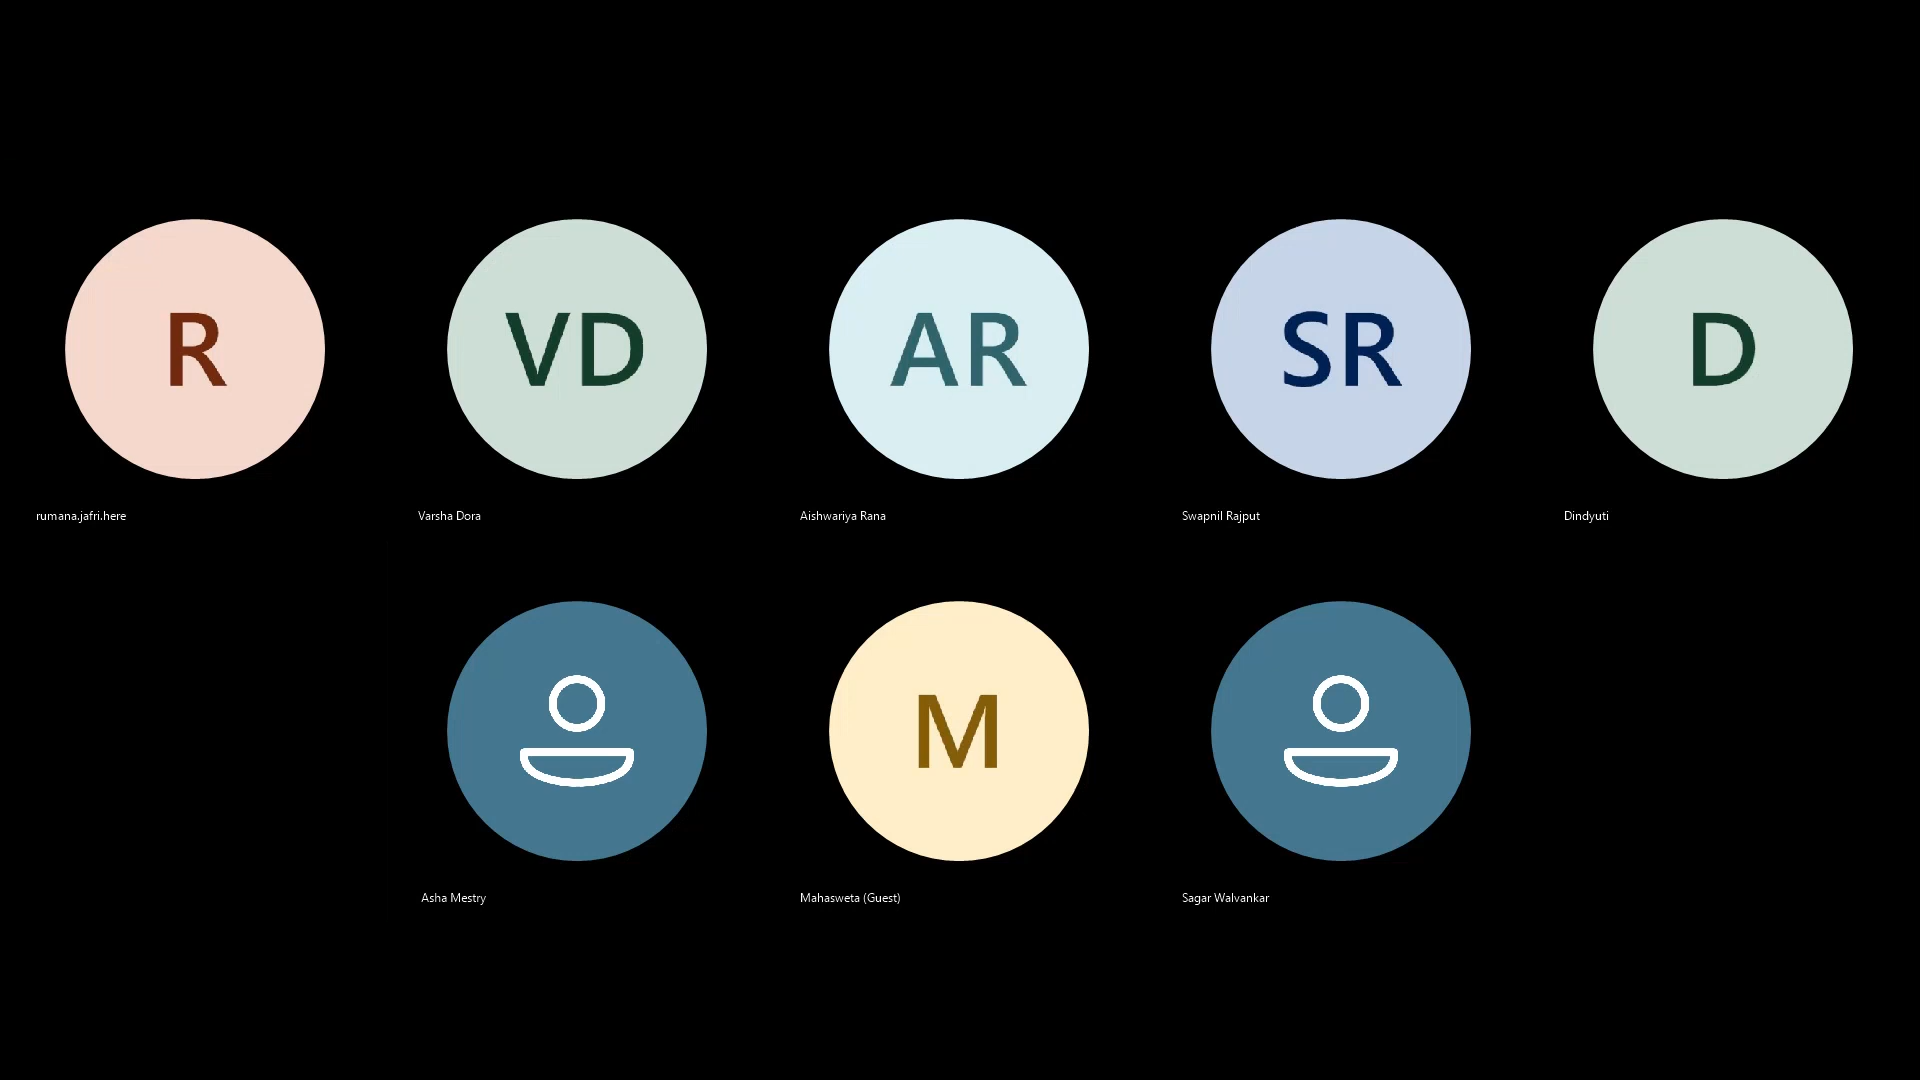 R
VD
AR
SR
D
rumana.jafri.here
Varsha Dora
Aishwariya Rana
Swapnil Rajput
Dindyuti
M
Asha Mestry
Mahasweta (Guest)
Sagar Walvankar